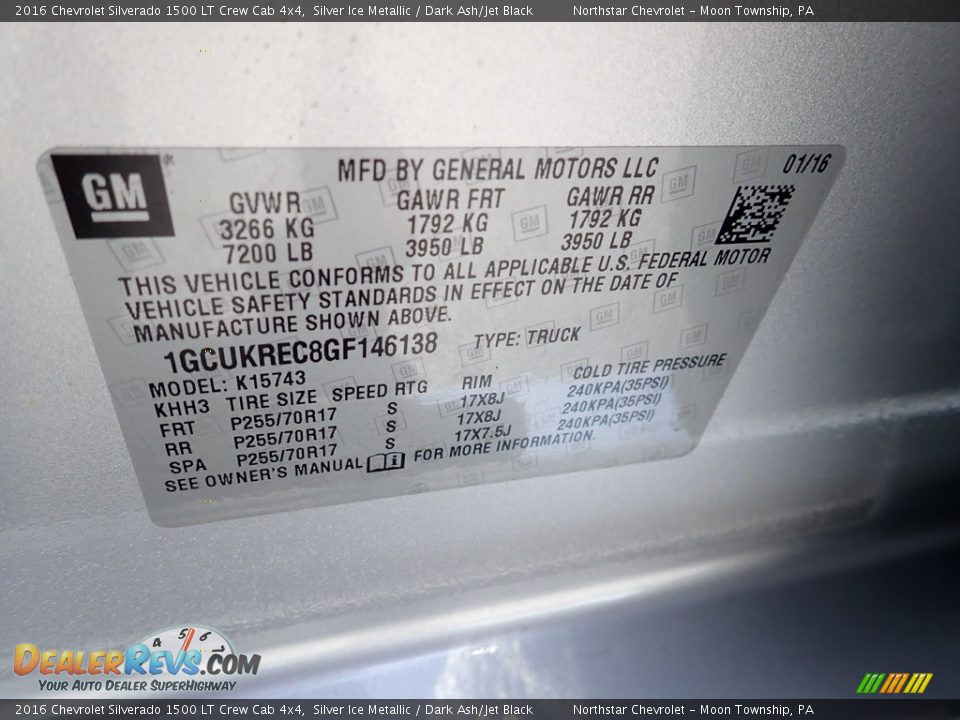 2016 Chevrolet Silverado 1500 LT Crew Cab 4x4, Silver Ice Metallic / Dark Ash/Jet Black Northstar Chevrolet – Moon Township, PA
GM
MFD BY GENERAL MOTORS LLC 01/16
GVWR GAWR FRT GAWR RR
3266 KG 1792 KG 1792 KG
7200 LB 3950 LB 3950 LB
THIS VEHICLE CONFORMS TO ALL APPLICABLE U.S. FEDERAL MOTOR
VEHICLE SAFETY STANDARDS IN EFFECT ON THE DATE OF
MANUFACTURE SHOWN ABOVE.
1GCUKREC8GF146138 TYPE: TRUCK
MODEL: K15743
KHH3 TIRE SIZE SPEED RTG RIM COLD TIRE PRESSURE
FRT P255/70R17 S 17X8J 240KPA(35PSI)
RR P255/70R17 S 17X8J 240KPA(35PSI)
SPA P255/70R17 S 17X7.5J 240KPA(35PSI)
SEE OWNER'S MANUAL FOR MORE INFORMATION.
4 5 6
DealerRevs.com
Your Auto Dealer SuperHighway
2016 Chevrolet Silverado 1500 LT Crew Cab 4x4, Silver Ice Metallic / Dark Ash/Jet Black Northstar Chevrolet – Moon Township, PA